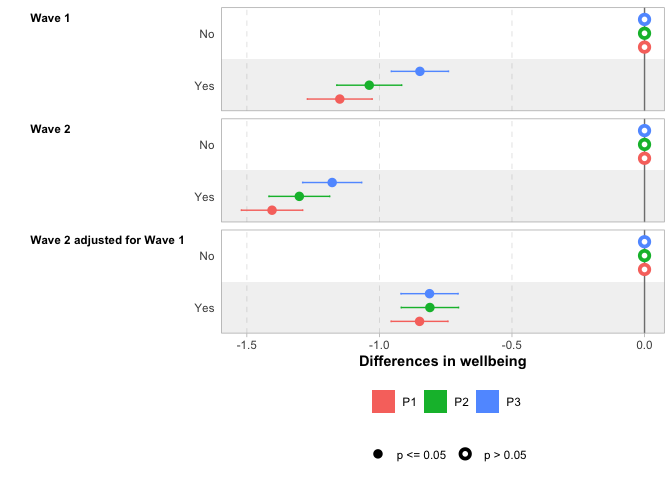 Wave 1
No
Yes
Wave 2
No
Yes
Wave 2 adjusted for Wave 1
No
Yes
-1.5 -1.0 -0.5 0.0
Differences in wellbeing
P1 P2 P3
p <= 0.05 p > 0.05